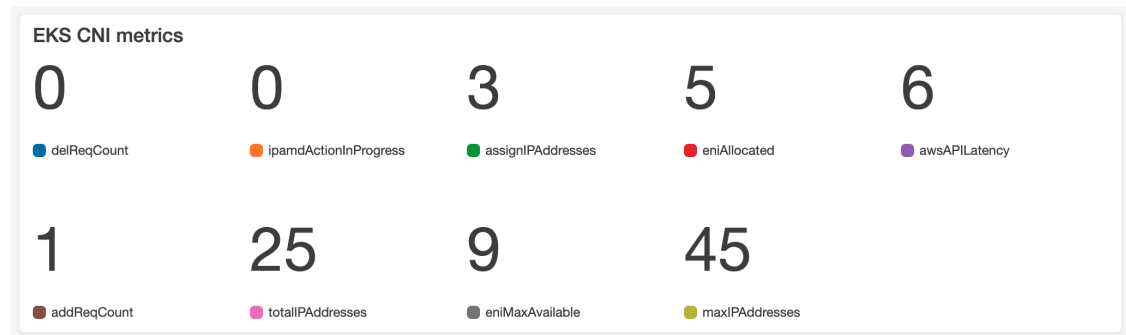 EKS CNI metrics
0 0 3 5 6
delReqCount ipamdActionInProgress assignIPAddresses eniAllocated awsAPILatency
1 25 9 45
addReqCount totalIPAddresses eniMaxAvailable maxIPAddresses